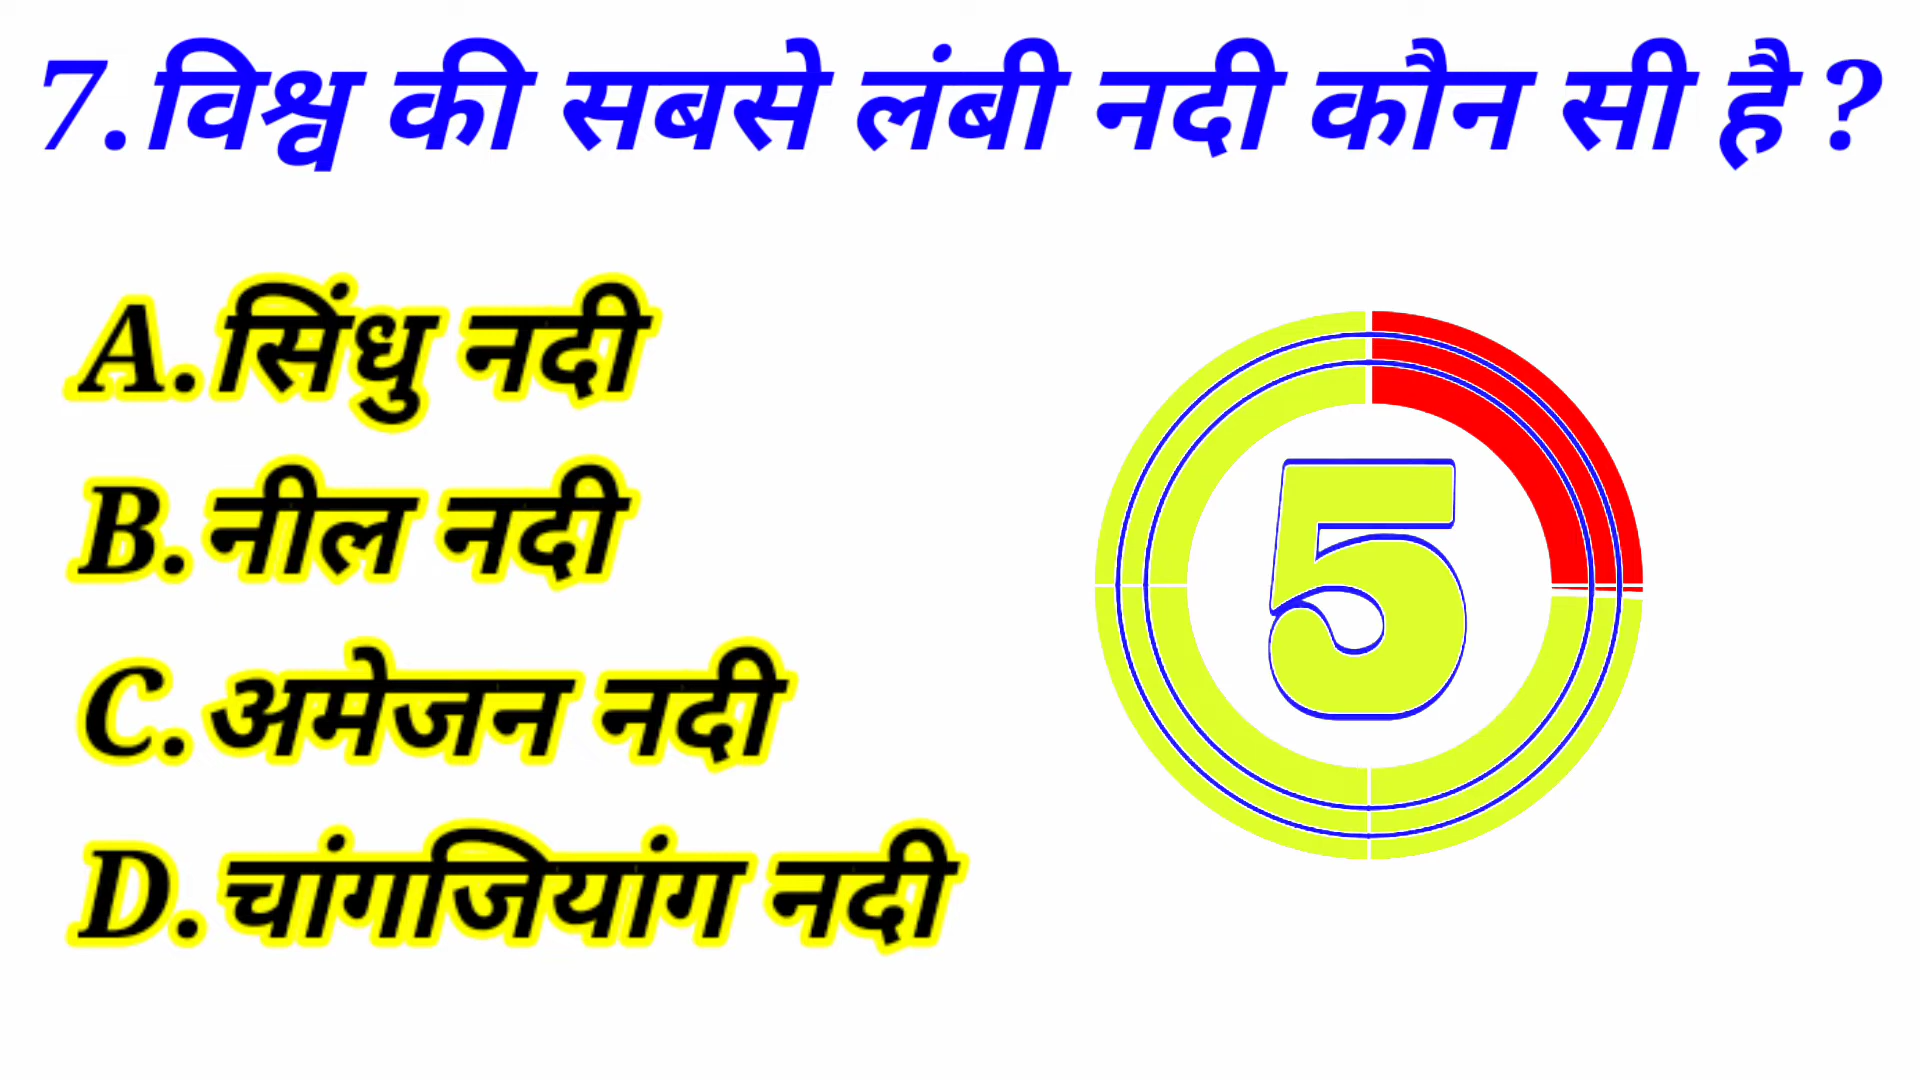 7.विश्व की सबसे लंबी नदी कौन सी है ?
A.सिंधु नदी
B.नील नदी
C.अमेजन नदी
D.चांगजियांग नदी
5